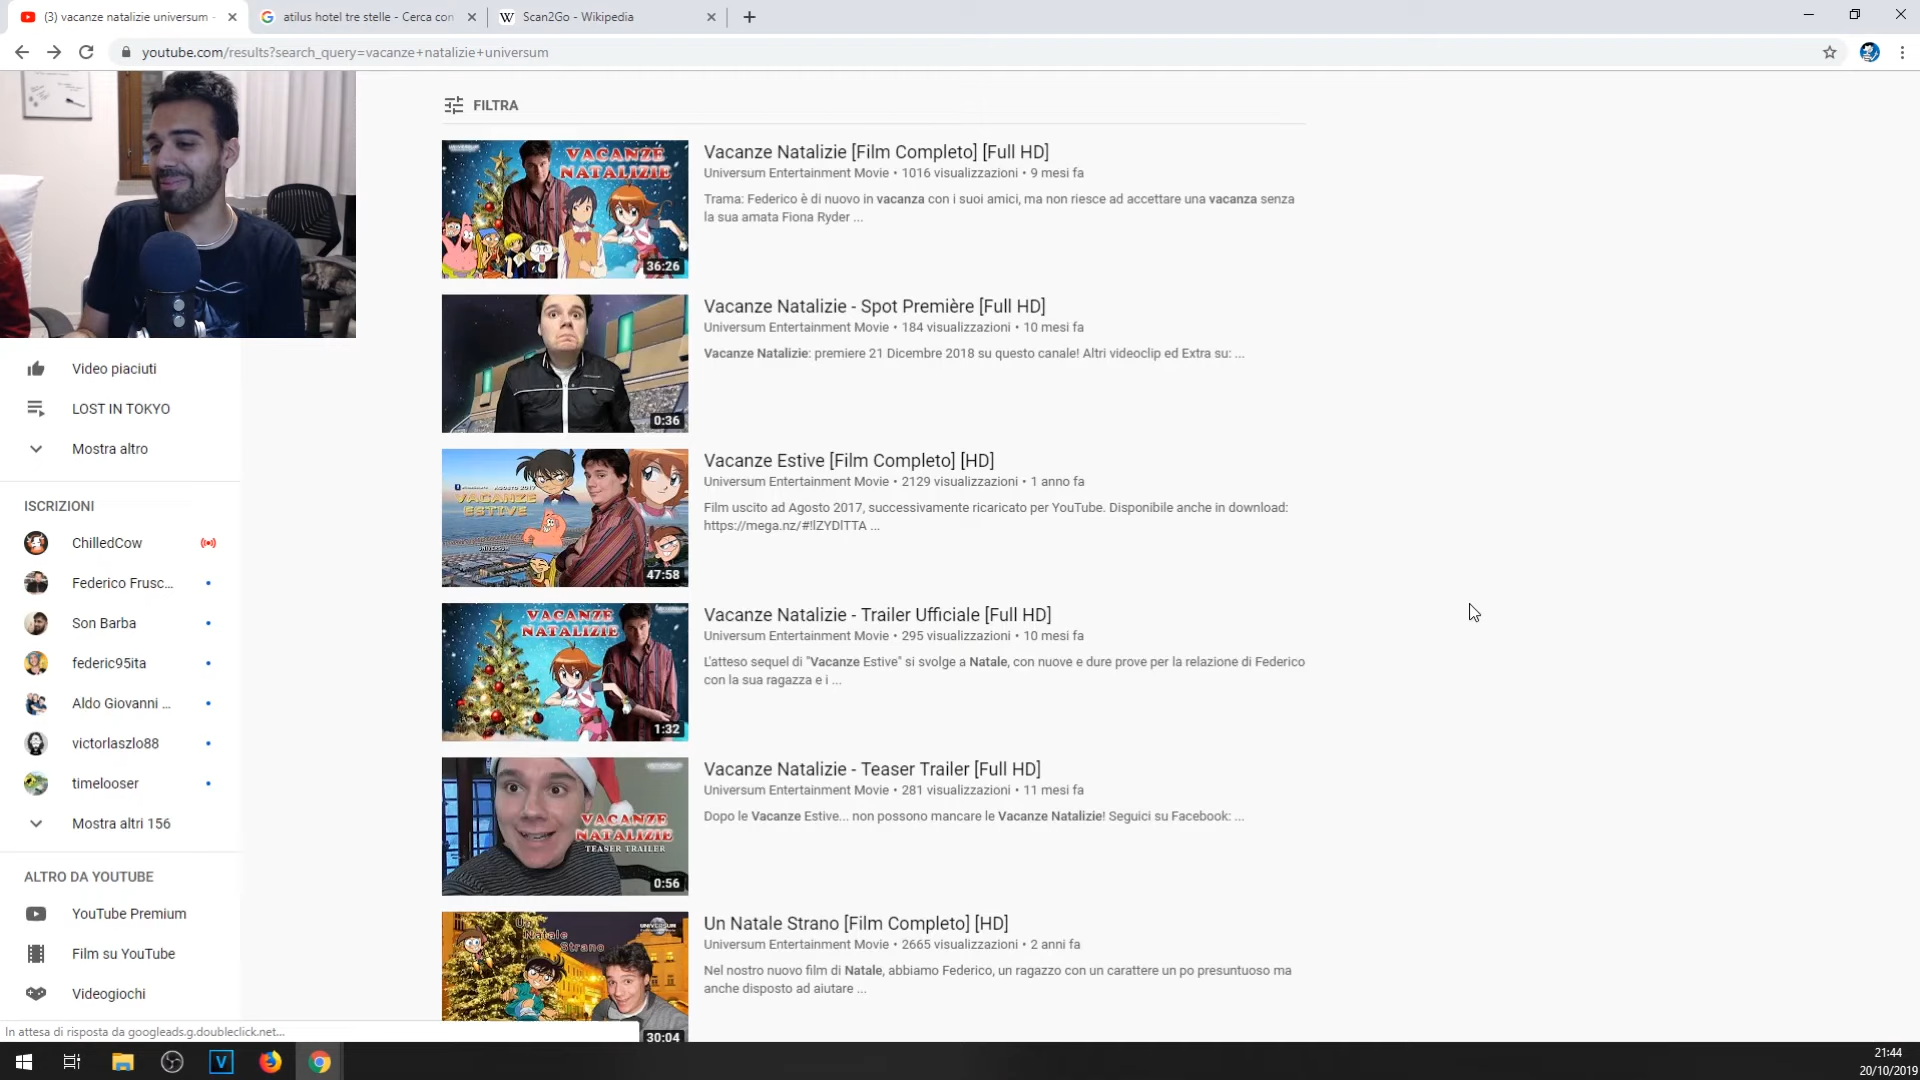 (3) vacanze natalizie universum -
atilus hotel tre stelle - Cerca con
W Scan2Go - Wikipedia
youtube.com/results?search_query=vacanze+natalizie+universum
FILTRA
VACANZE
NATALIZIE
36:26
Vacanze Natalizie [Film Completo] [Full HD]
Universum Entertainment Movie • 1016 visualizzazioni • 9 mesi fa
Trama: Federico è di nuovo in vacanza con i suoi amici, ma non riesce ad accettare una vacanza senza
la sua amata Fiona Ryder ...
0:36
Vacanze Natalizie - Spot Première [Full HD]
Universum Entertainment Movie • 184 visualizzazioni • 10 mesi fa
Vacanze Natalizie: premiere 21 Dicembre 2018 su questo canale! Altri videoclip ed Extra su: ...
AGOSTO 2017
VACANZE
ESTIVE
UNIVERSUM
47:58
Vacanze Estive [Film Completo] [HD]
Universum Entertainment Movie • 2129 visualizzazioni • 1 anno fa
Film uscito ad Agosto 2017, successivamente ricaricato per YouTube. Disponibile anche in download:
https://mega.nz/#!lZYDlTTA ...
VACANZE
NATALIZIE
1:32
Vacanze Natalizie - Trailer Ufficiale [Full HD]
Universum Entertainment Movie • 295 visualizzazioni • 10 mesi fa
L'atteso sequel di "Vacanze Estive" si svolge a Natale, con nuove e dure prove per la relazione di Federico
con la sua ragazza e i ...
VACANZE
NATALIZIE
TEASER TRAILER
0:56
Vacanze Natalizie - Teaser Trailer [Full HD]
Universum Entertainment Movie • 281 visualizzazioni • 11 mesi fa
Dopo le Vacanze Estive... non possono mancare le Vacanze Natalizie! Seguici su Facebook: ...
Un
Natale
Strano
UNIVERSUM
30:04
Un Natale Strano [Film Completo] [HD]
Universum Entertainment Movie • 2665 visualizzazioni • 2 anni fa
Nel nostro nuovo film di Natale, abbiamo Federico, un ragazzo con un carattere un po presuntuoso ma
anche disposto ad aiutare ...
Video piaciuti
LOST IN TOKYO
Mostra altro
ISCRIZIONI
ChilledCow
Federico Frusc...
Son Barba
federic95ita
Aldo Giovanni ...
victorlaszlo88
timelooser
Mostra altri 156
ALTRO DA YOUTUBE
YouTube Premium
Film su YouTube
Videogiochi
In attesa di risposta da googleads.g.doubleclick.net...
V
21:44
20/10/2019